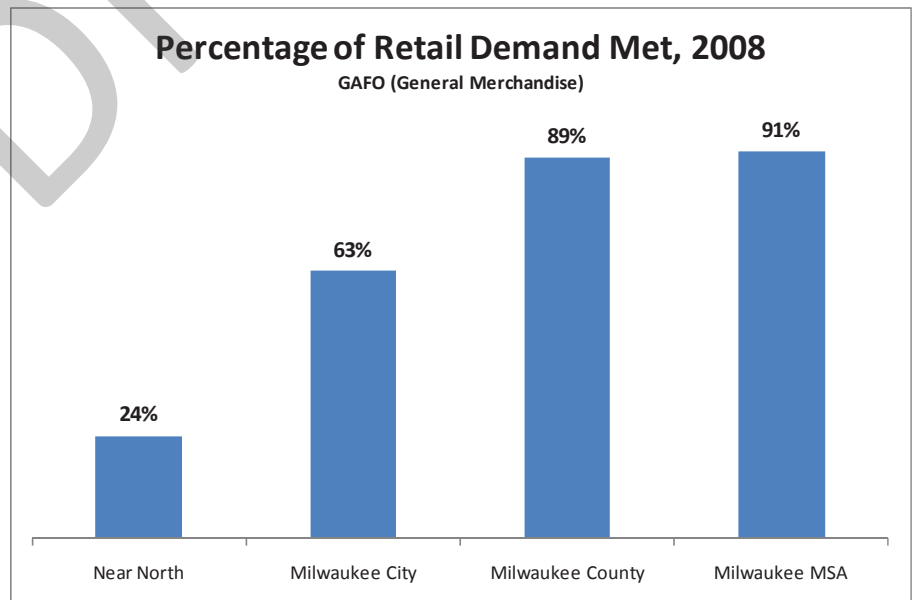 Percentage of Retail Demand Met, 2008
GAFO (General Merchandise)
24%
63%
89%
91%
Near North
Milwaukee City
Milwaukee County
Milwaukee MSA